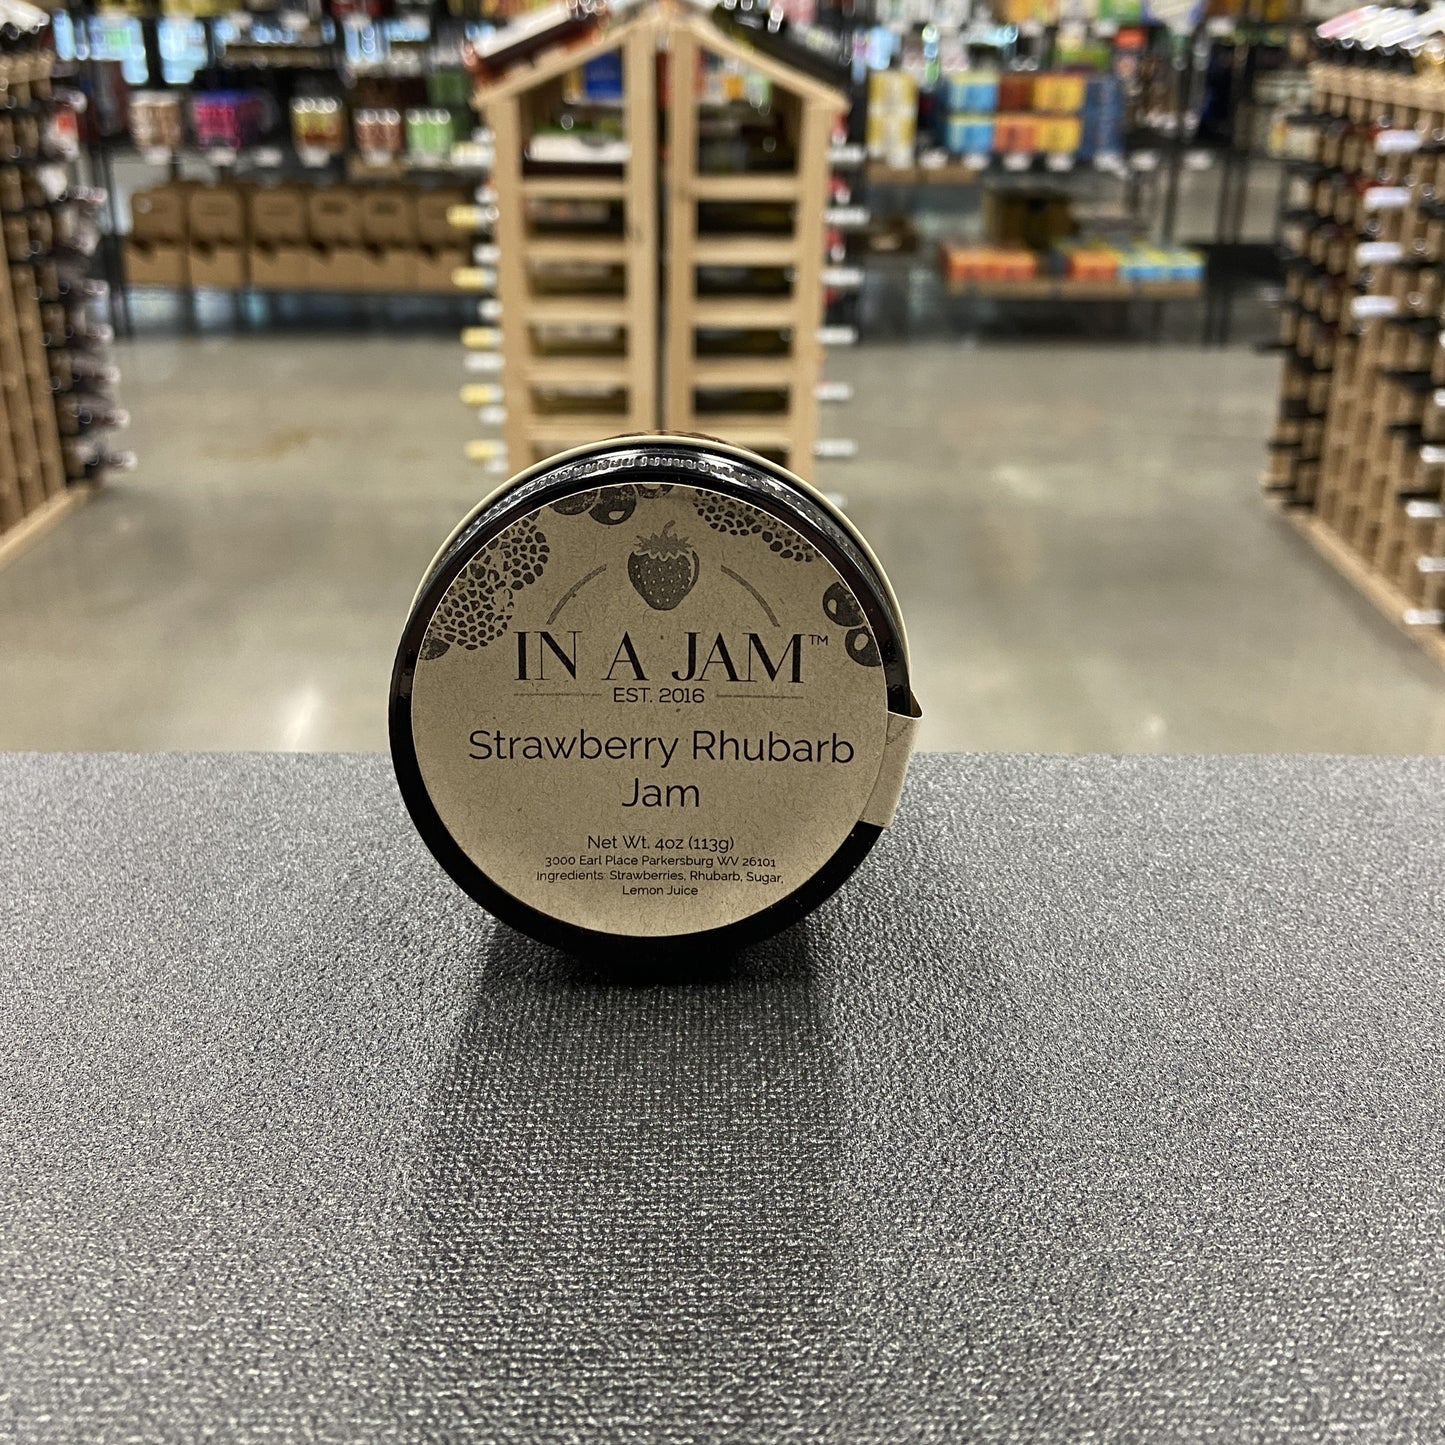 IN A JAM™
EST. 2016
Strawberry Rhubarb
Jam
Net Wt. 4oz (113g)
3000 Earl Place Parkersburg WV 26101
Ingredients: Strawberries, Rhubarb, Sugar,
Lemon Juice